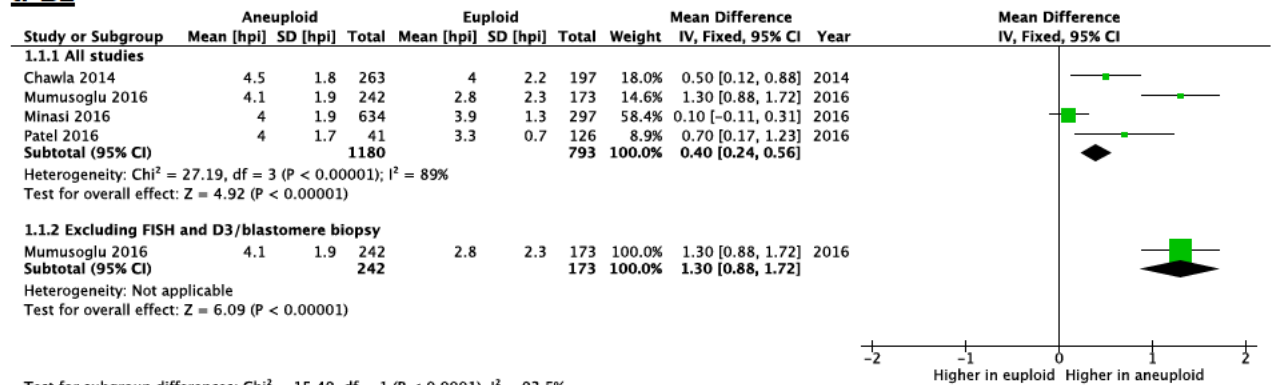 Aneuploid Euploid Mean Difference Mean Difference
Study or Subgroup Mean [hpi] SD [hpi] Total Mean [hpi] SD [hpi] Total Weight IV, Fixed, 95% CI Year IV, Fixed, 95% CI
1.1.1 All studies
Chawla 2014 4.5 1.8 263 4 2.2 197 18.0% 0.50 [0.12, 0.88] 2014
Mumusoglu 2016 4.1 1.9 242 2.8 2.3 173 14.6% 1.30 [0.88, 1.72] 2016
Minasi 2016 4 1.9 634 3.9 1.3 297 58.4% 0.10 [-0.11, 0.31] 2016
Patel 2016 4 1.7 41 3.3 0.7 126 8.9% 0.70 [0.17, 1.23] 2016
Subtotal (95% CI) 1180 793 100.0% 0.40 [0.24, 0.56]
Heterogeneity: Chi² = 27.19, df = 3 (P < 0.00001); I² = 89%
Test for overall effect: Z = 4.92 (P < 0.00001)
1.1.2 Excluding FISH and D3/blastomere biopsy
Mumusoglu 2016 4.1 1.9 242 2.8 2.3 173 100.0% 1.30 [0.88, 1.72] 2016
Subtotal (95% CI) 242 173 100.0% 1.30 [0.88, 1.72]
Heterogeneity: Not applicable
Test for overall effect: Z = 6.09 (P < 0.00001)
-2 -1 0 1 2
Higher in euploid Higher in aneuploid